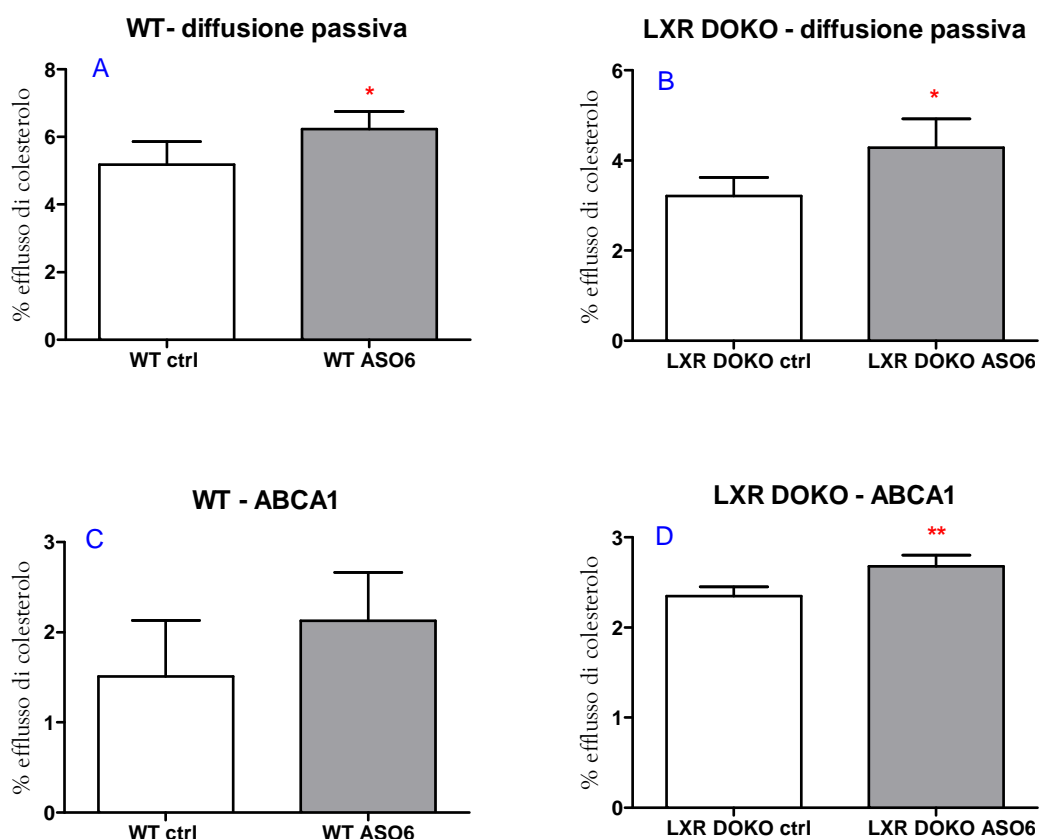 WT- diffusione passiva
A
*
% efflusso di colesterolo
8
6
4
2
0
WT ctrl
WT ASO6
LXR DOKO - diffusione passiva
B
*
% efflusso di colesterolo
6
4
2
0
LXR DOKO ctrl
LXR DOKO ASO6
WT - ABCA1
C
% efflusso di colesterolo
3
2
1
0
WT ctrl
WT ASO6
LXR DOKO - ABCA1
D
**
% efflusso di colesterolo
3
2
1
0
LXR DOKO ctrl
LXR DOKO ASO6